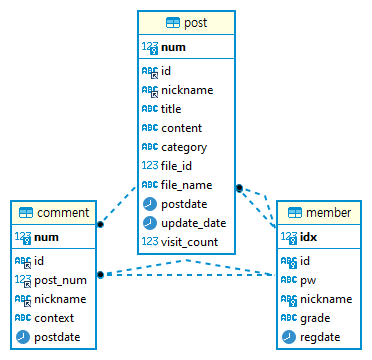 post
123 num
ABC id
ABC nickname
ABC title
ABC content
ABC category
123 file_id
ABC file_name
postdate
update_date
123 visit_count
comment
123 num
ABC id
123 post_num
ABC nickname
ABC context
postdate
member
123 idx
ABC id
ABC pw
ABC nickname
ABC grade
regdate